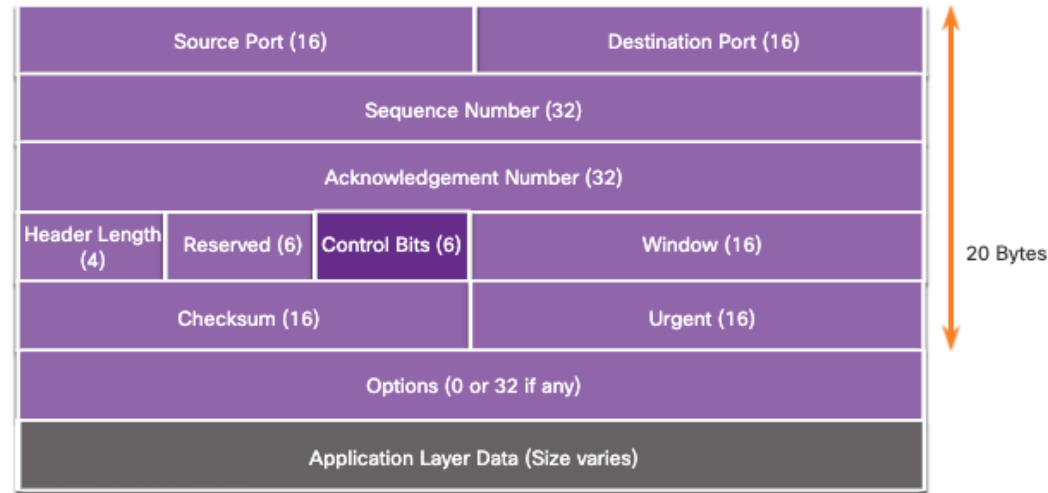 Source Port (16)
Destination Port (16)
Sequence Number (32)
Acknowledgement Number (32)
Header Length
(4)
Reserved (6)
Control Bits (6)
Window (16)
20 Bytes
Checksum (16)
Urgent (16)
Options (0 or 32 if any)
Application Layer Data (Size varies)